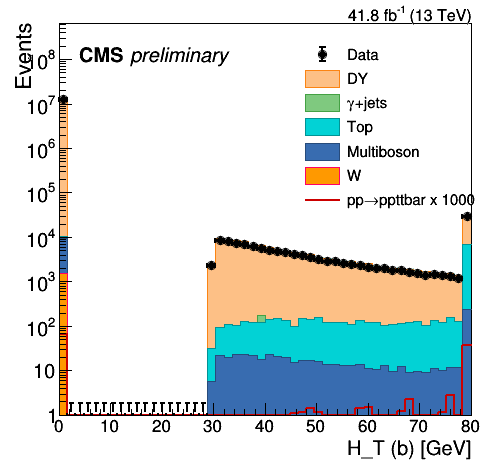 41.8 fb⁻¹ (13 TeV)
Events
CMS preliminary
Data
DY
γ+jets
Top
Multiboson
W
pp→ppttbar x 1000
10⁷
10⁶
10⁵
10⁴
10³
10²
10
1
0 10 20 30 40 50 60 70 80
H_T (b) [GeV]